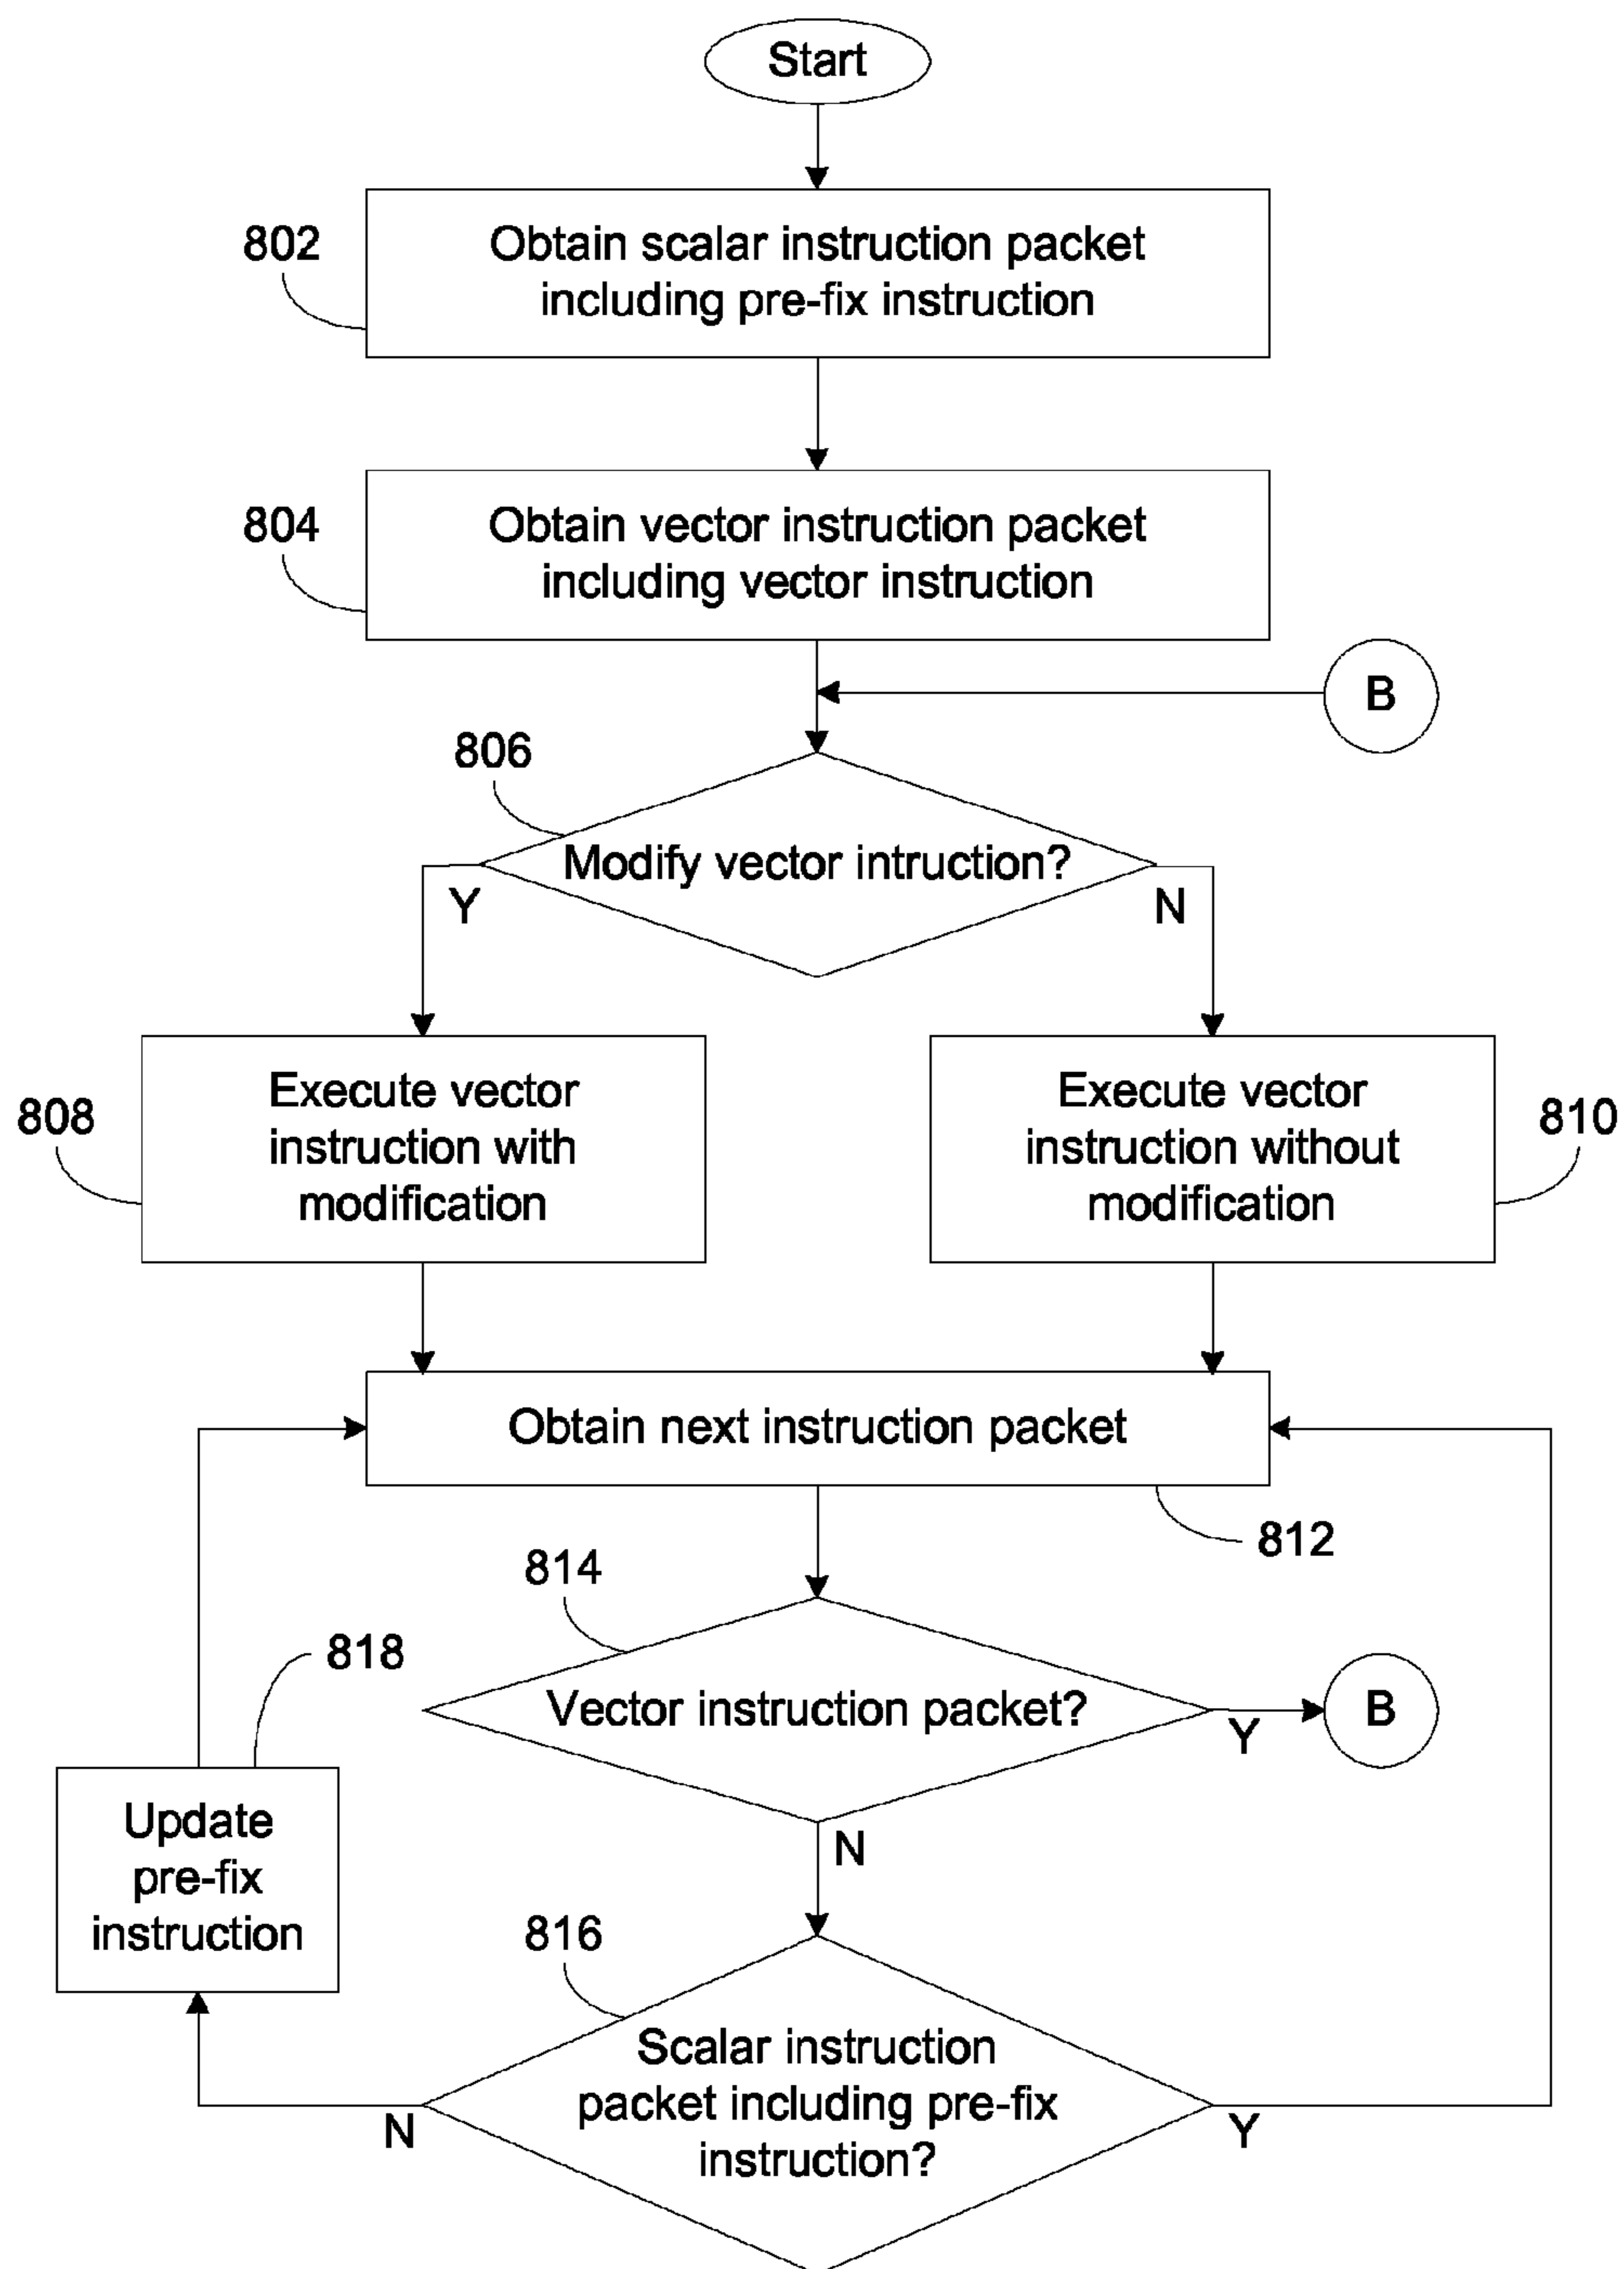 Start
802
Obtain scalar instruction packet
including pre-fix instruction
804
Obtain vector instruction packet
including vector instruction
B
806
Modify vector intruction?
Y
N
808
Execute vector
instruction with
modification
Execute vector
instruction without
modification
810
Obtain next instruction packet
812
814
818
Vector instruction packet?
Y
B
Update
pre-fix
instruction
N
816
Scalar instruction
packet including pre-fix
instruction?
N
Y